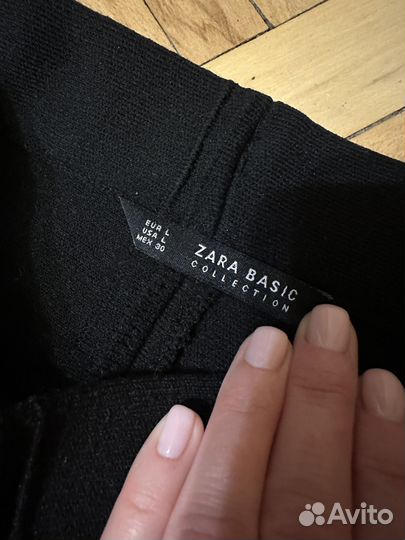 EUR L
USA L
MEX 30
ZARA BASIC
COLLECTION
Avito